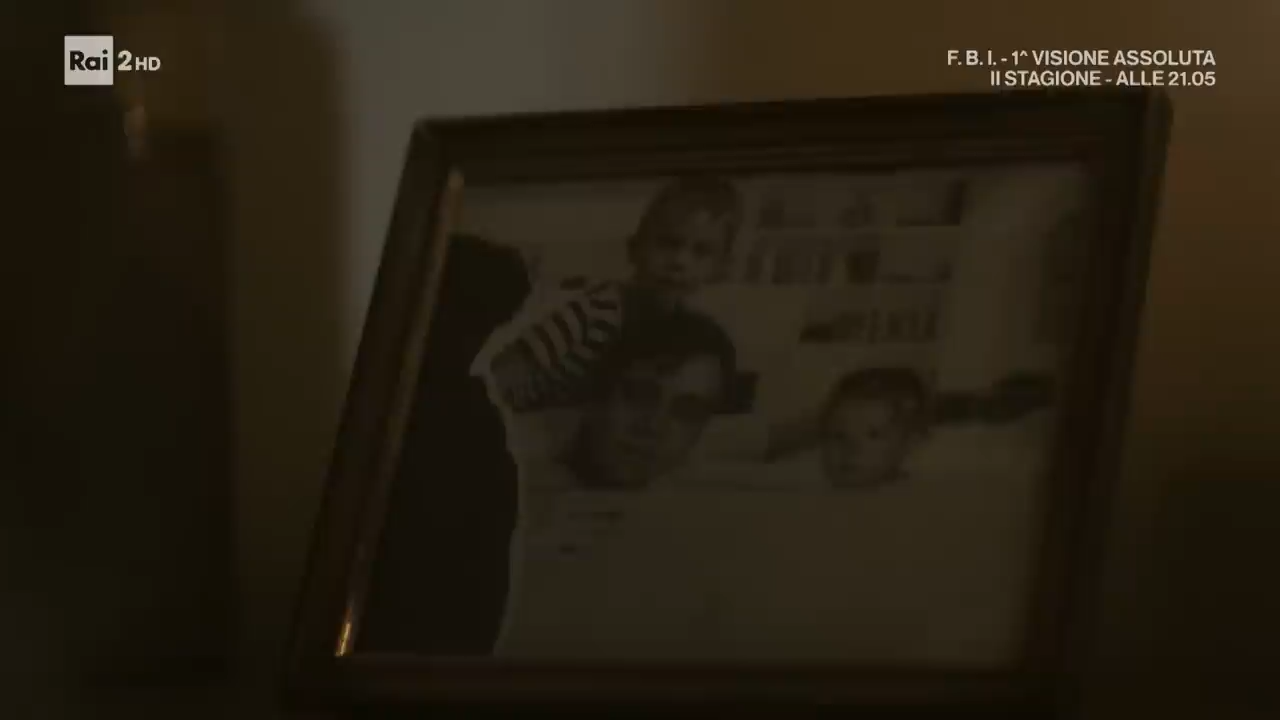 Rai 2HD
F. B. I. - 1^ VISIONE ASSOLUTA
II STAGIONE - ALLE 21.05